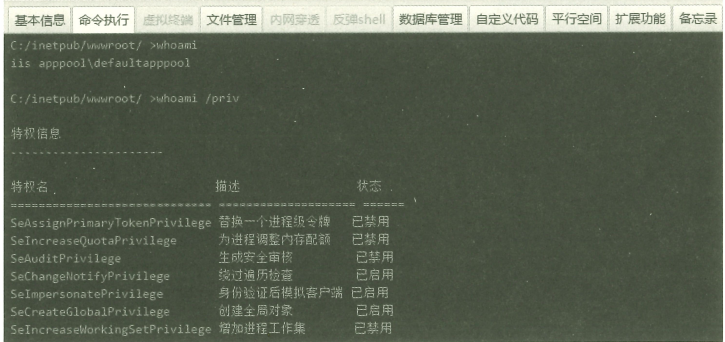 基本信息 命令执行 虚拟终端 文件管理 内网穿透 反弹shell 数据库管理 自定义代码 平行空间 扩展功能 备忘录
C:/inetpub/wwwroot/ >whoami
iis apppool\defaultapppool
C:/inetpub/wwwroot/ >whoami /priv
特权信息
----------------------
特权名 描述 状态
============================= ==================== ======
SeAssignPrimaryTokenPrivilege 替换一个进程级令牌 已禁用
SeIncreaseQuotaPrivilege 为进程调整内存配额 已禁用
SeAuditPrivilege 生成安全审核 已禁用
SeChangeNotifyPrivilege 绕过遍历检查 已启用
SeImpersonatePrivilege 身份验证后模拟客户端 已启用
SeCreateGlobalPrivilege 创建全局对象 已启用
SeIncreaseWorkingSetPrivilege 增加进程工作集 已禁用